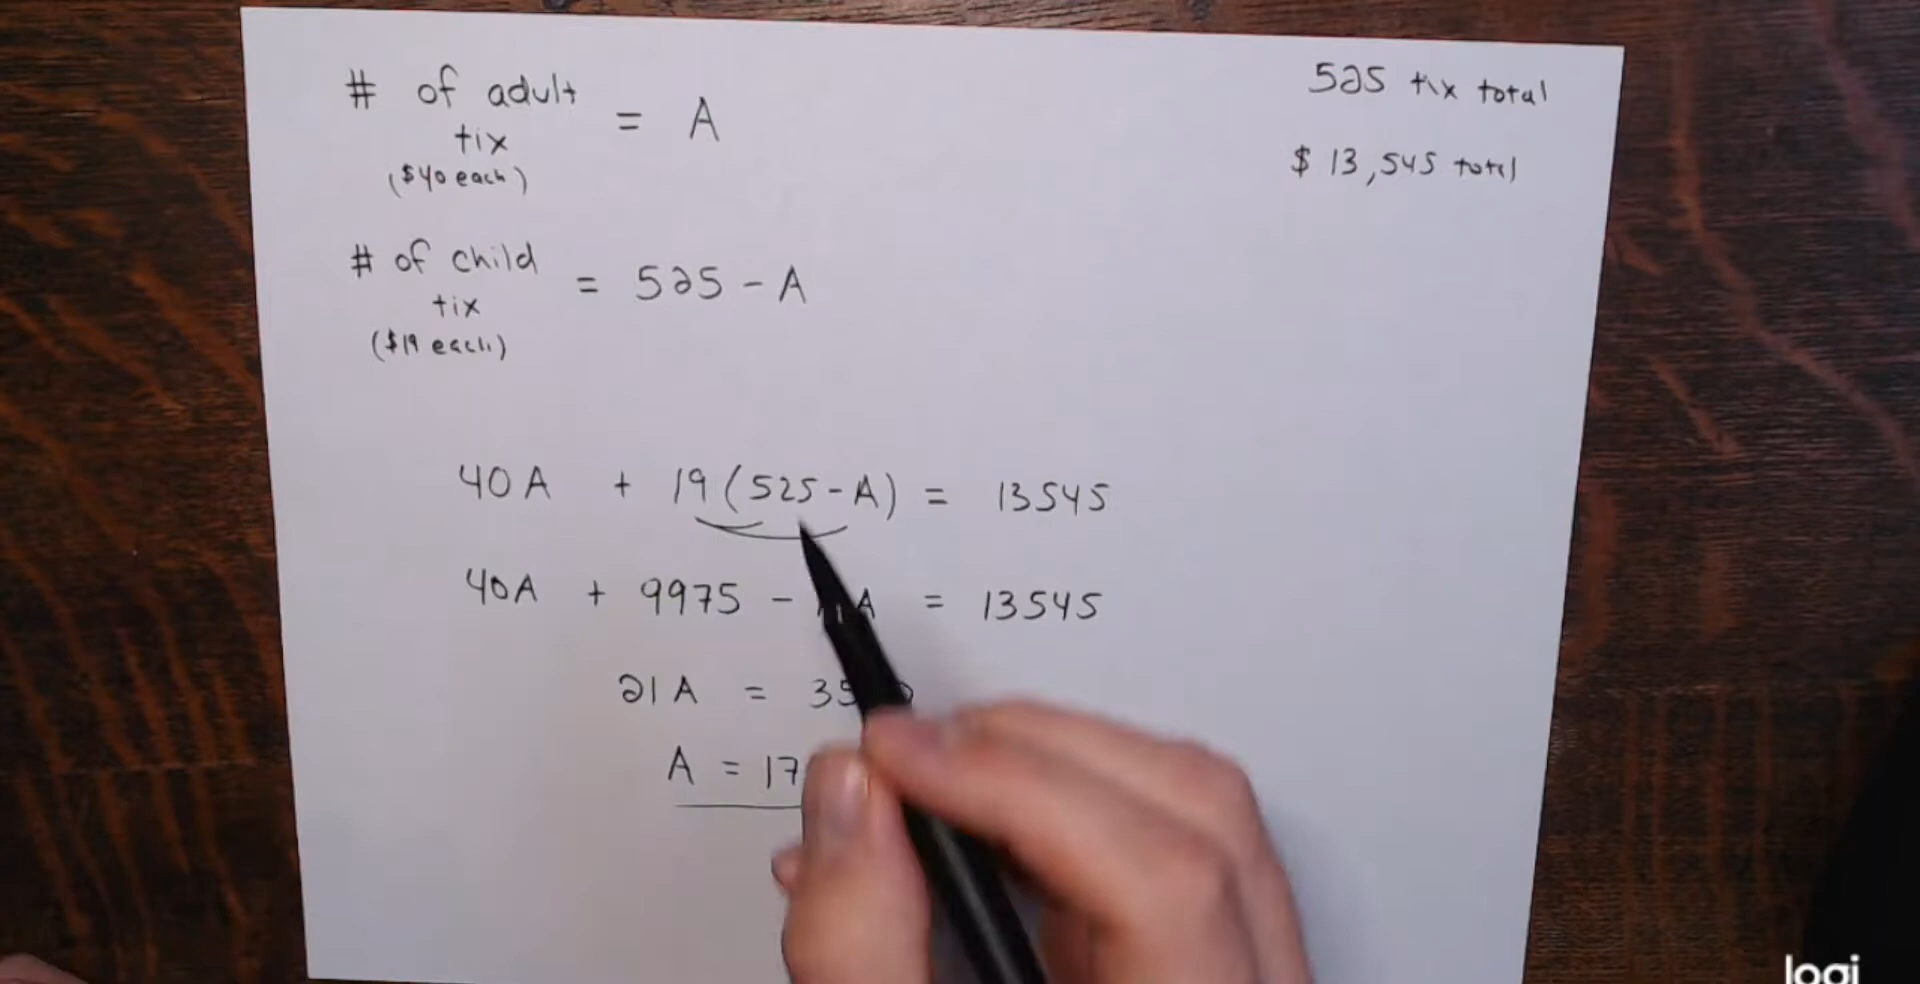 # of adult
tix
($40 each)
= A
525 tix total
$ 13,545 total
# of child
tix
($19 each)
= 525 - A
40A + 19(525-A) = 13545
40A + 9975 - A = 13545
21A = 35
A = 17
logi